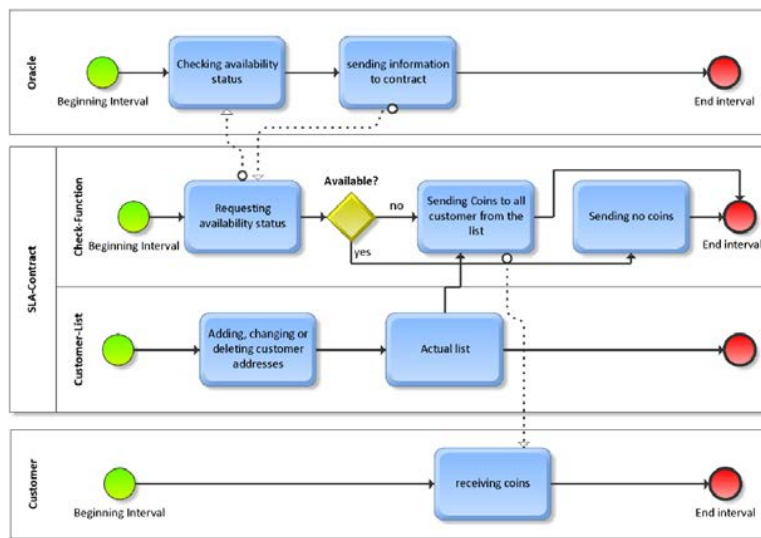 Oracle
Beginning Interval
Checking availability
status
sending information
to contract
End interval
SLA-Contract
Check-Function
Beginning Interval
Requesting
availability status
Available?
no
yes
Sending Coins to all
customer from the
list
Sending no coins
End interval
Customer-List
Adding, changing or
deleting customer
addresses
Actual list
Customer
Beginning Interval
receiving coins
End interval